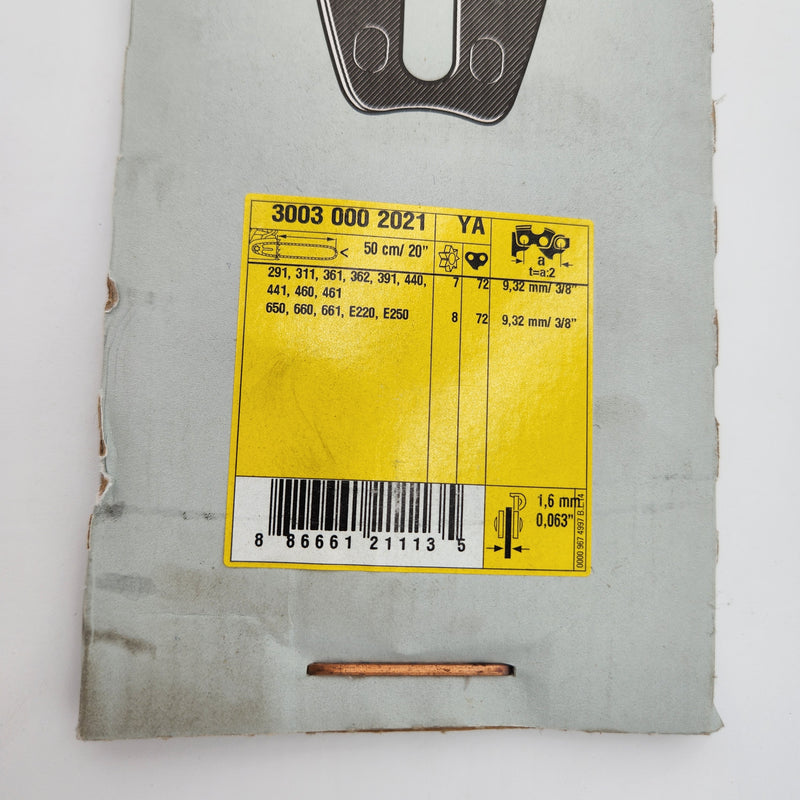 3003 000 2021 YA
< 50 cm/ 20" a
t=a:2
291, 311, 361, 362, 391, 440, 7 72 9,32 mm/ 3/8"
441, 460, 461
650, 660, 661, E220, E250 8 72 9,32 mm/ 3/8"
1,6 mm
0,063"
0000 967 4997 B.L.14
8 86661 21113 5